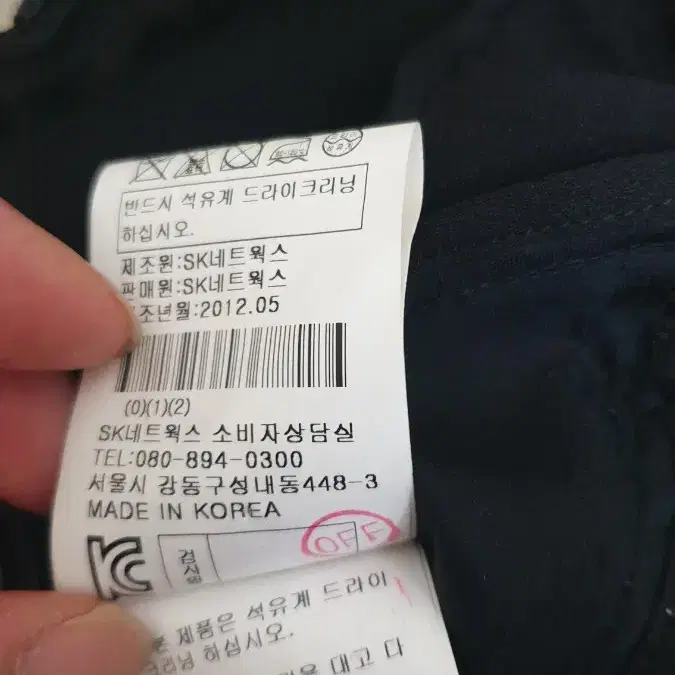 반드시 석유계 드라이크리닝
하십시오.
제조원:SK네트웍스
판매원:SK네트웍스
조년월:2012.05
(0)(1)(2)
SK네트웍스 소비자상담실
TEL:080-894-0300
서울시 강동구성내동448-3
MADE IN KOREA
검사원
OFF
제품은 석유계 드라이
크리닝 하십시오.
대고 다